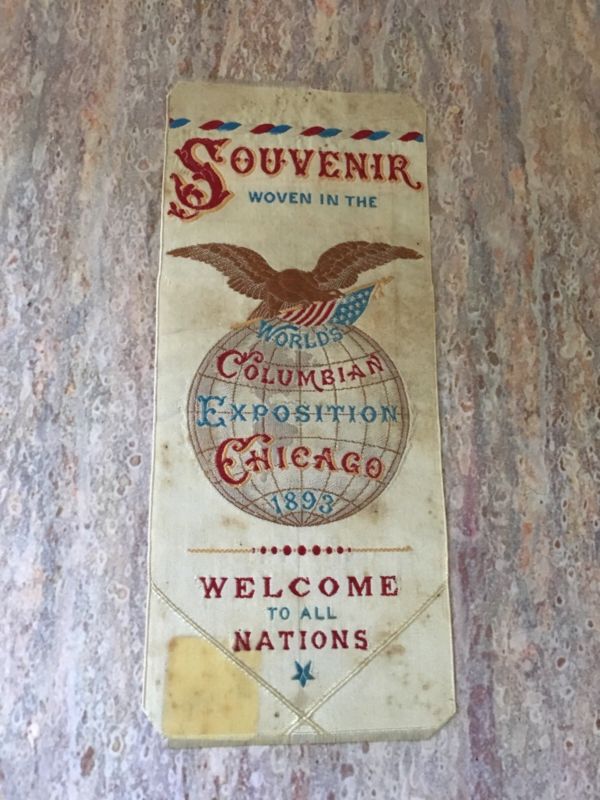 SOUVENIR
WOVEN IN THE
WORLD'S
COLUMBIAN
EXPOSITION
CHICAGO
1893
WELCOME
TO ALL
NATIONS